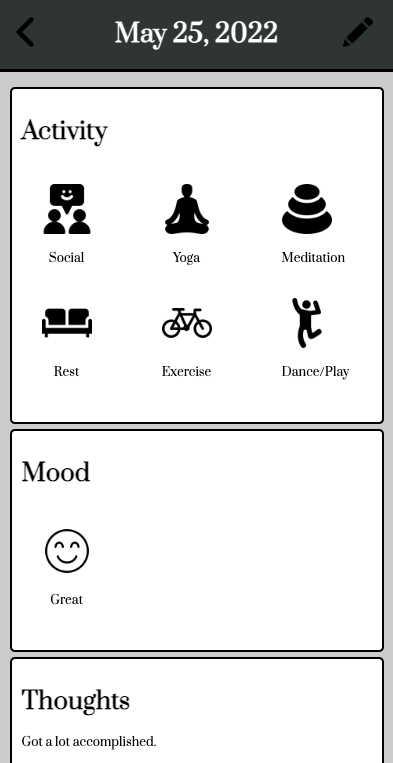 May 25, 2022
Activity
Social Yoga Meditation
Rest Exercise Dance/Play
Mood
Great
Thoughts
Got a lot accomplished.